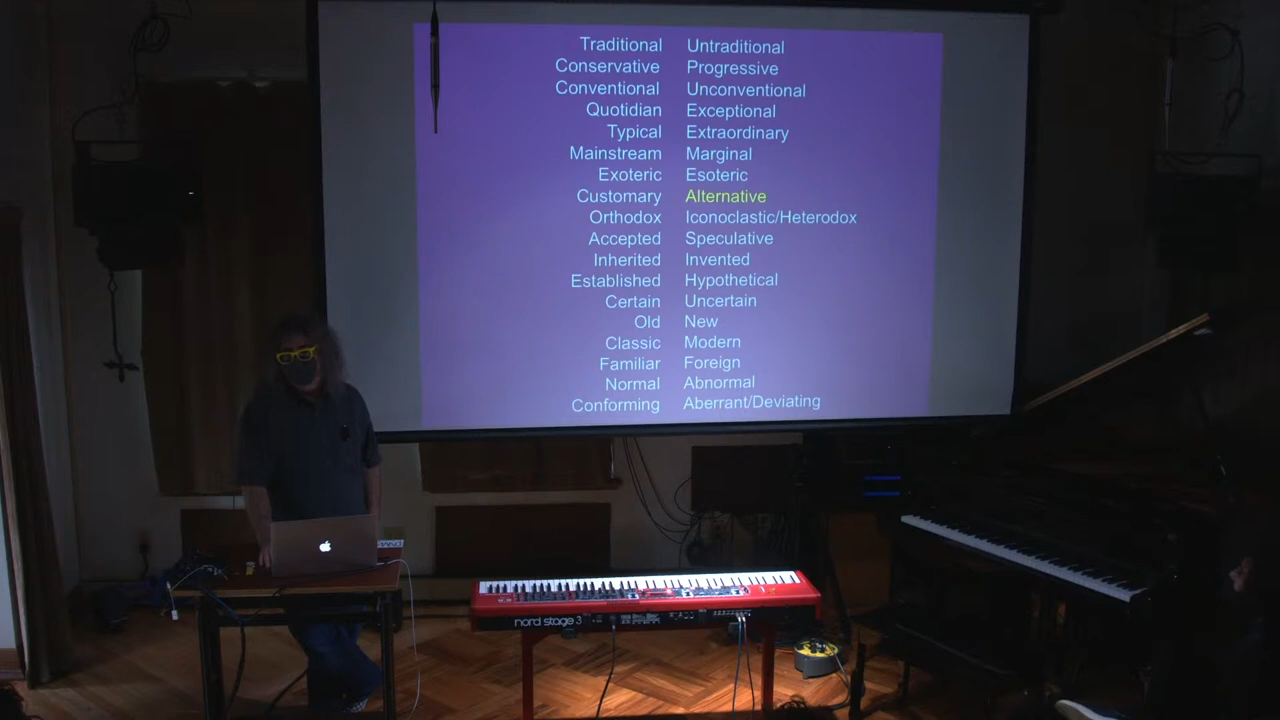 Traditional Untraditional
Conservative Progressive
Conventional Unconventional
Quotidian Exceptional
Typical Extraordinary
Mainstream Marginal
Exoteric Esoteric
Customary Alternative
Orthodox Iconoclastic/Heterodox
Accepted Speculative
Inherited Invented
Established Hypothetical
Certain Uncertain
Old New
Classic Modern
Familiar Foreign
Normal Abnormal
Conforming Aberrant/Deviating
nord stage 3